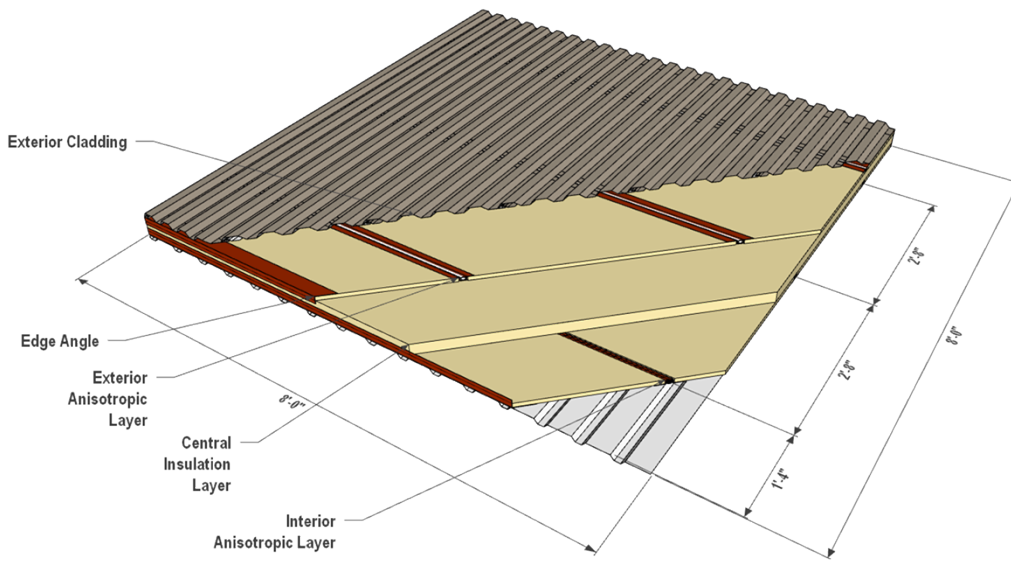 Exterior Cladding
Edge Angle
Exterior
Anisotropic
Layer
Central
Insulation
Layer
Interior
Anisotropic Layer
8'-0"
2'-8"
8'-0"
2'-8"
1'-4"